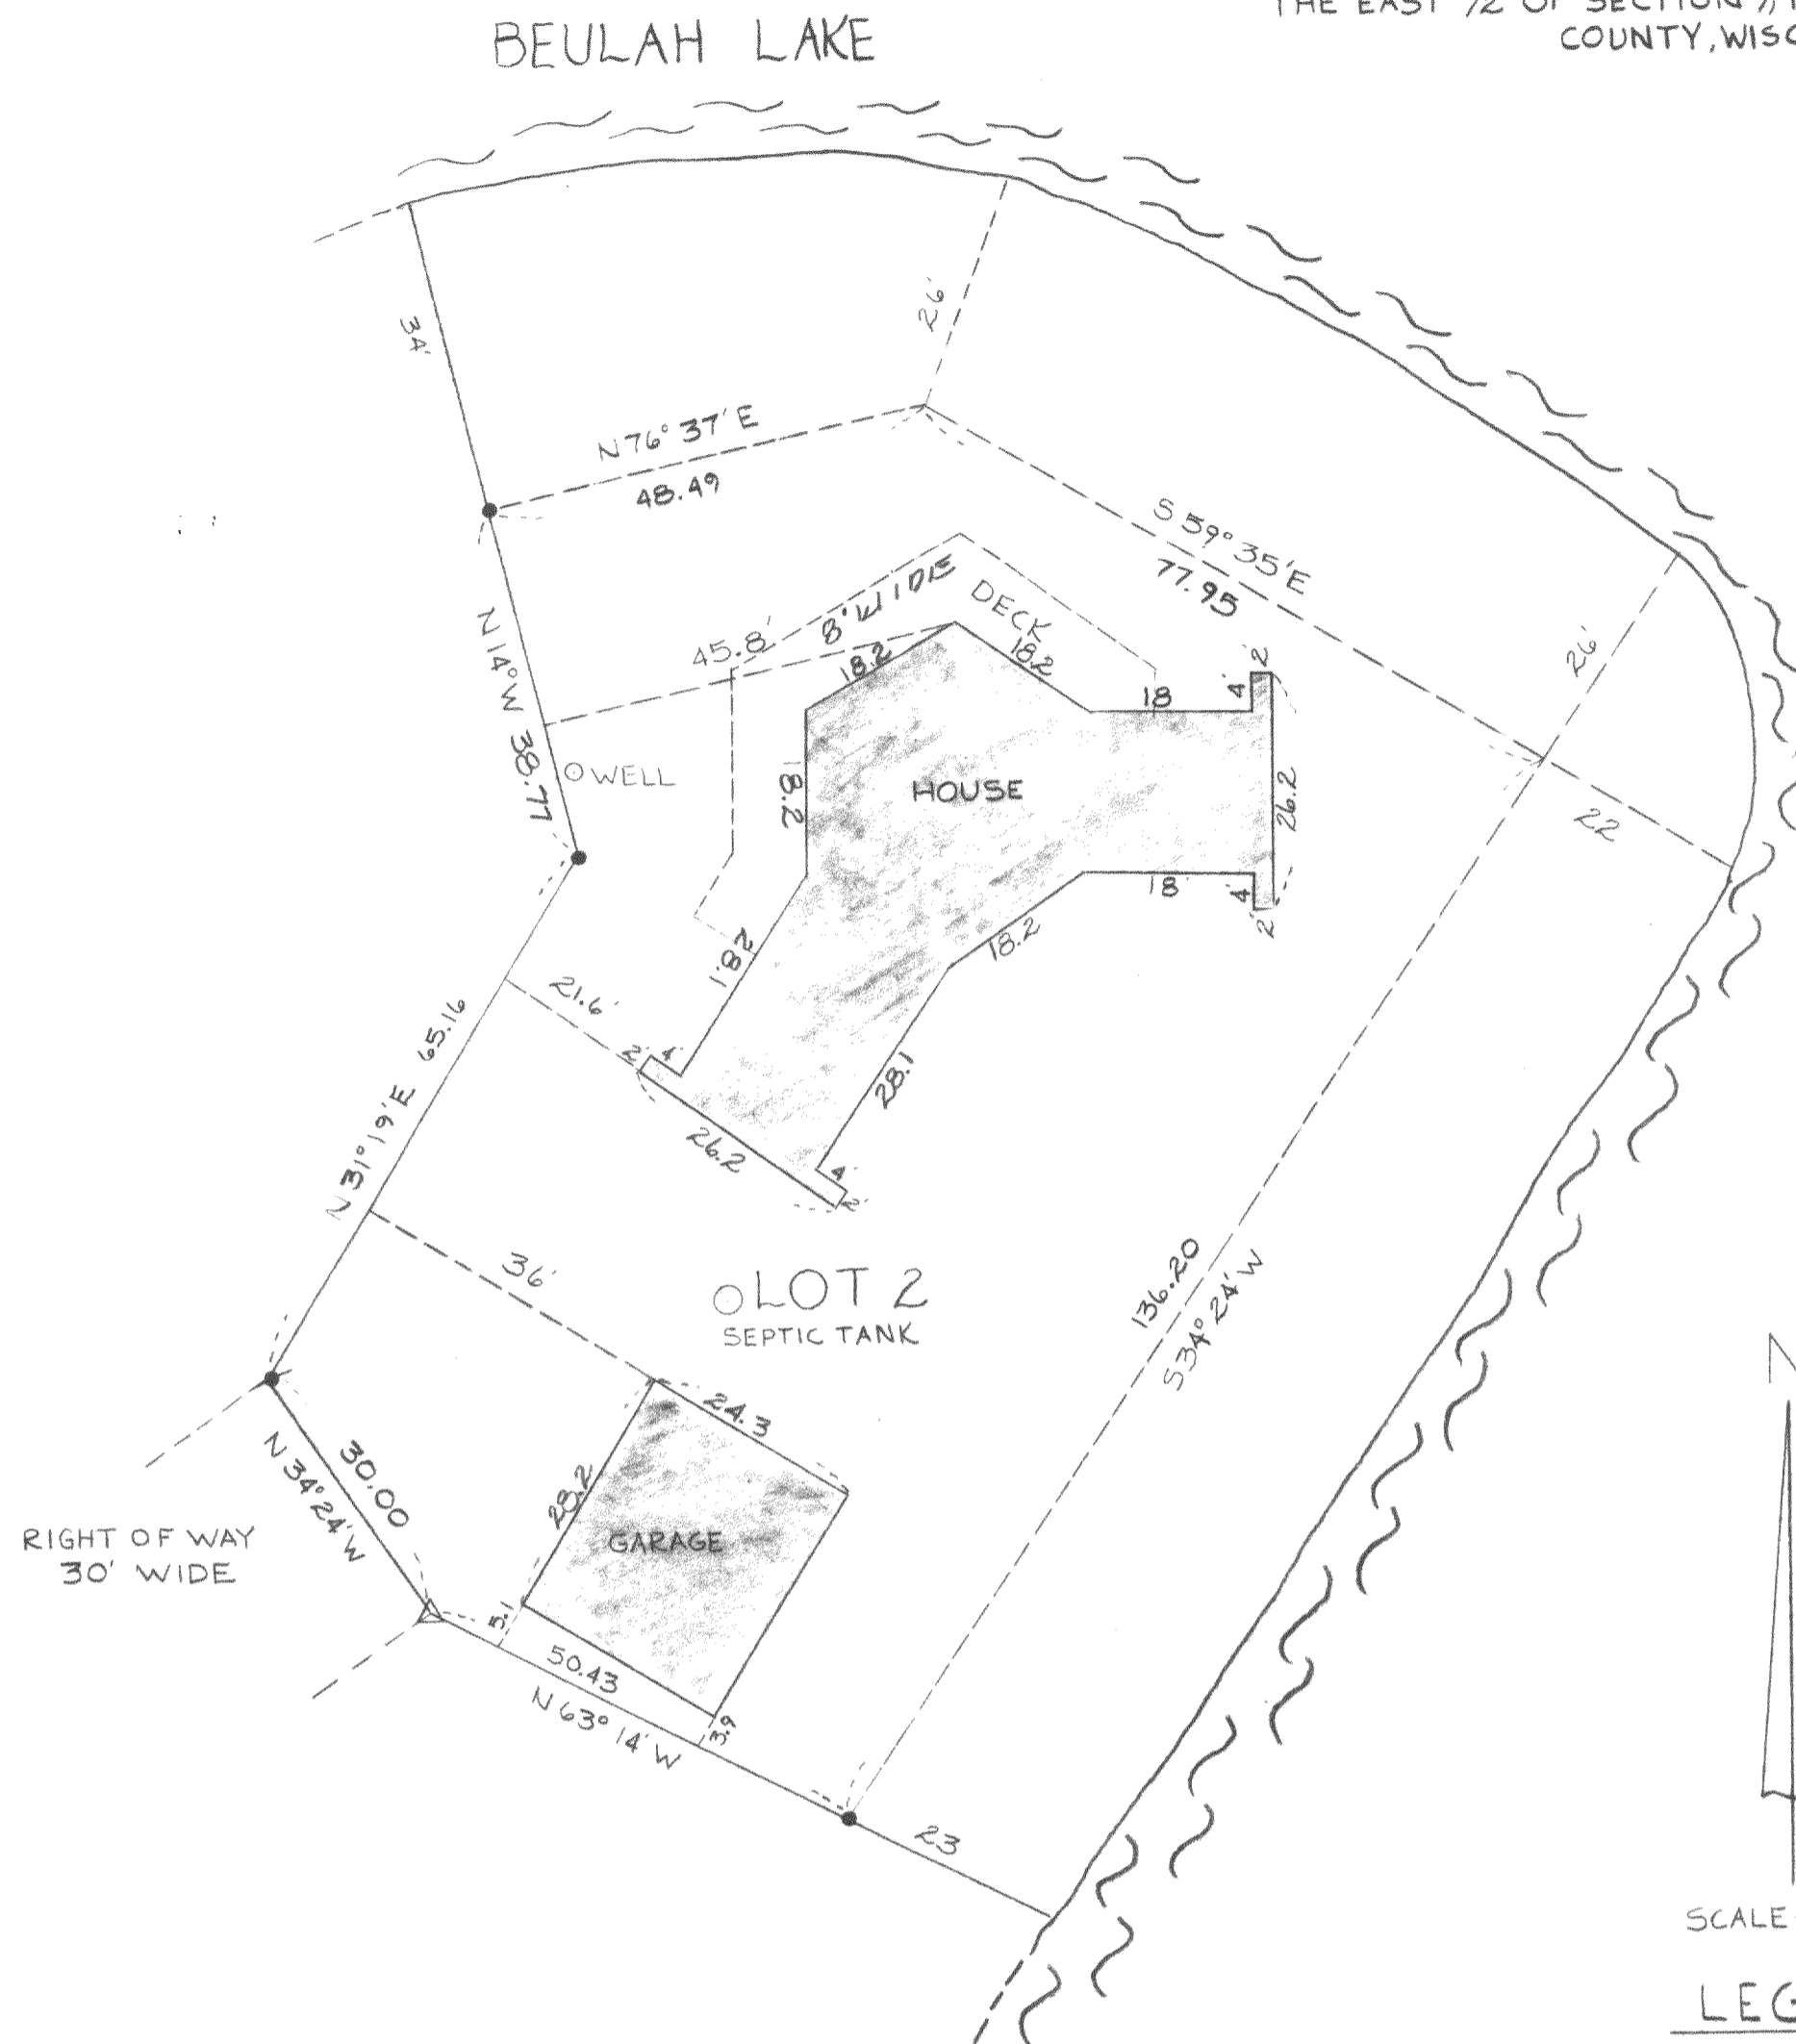 THE EAST 1/2 OF SECTION
COUNTY, WISC
BEULAH LAKE
34'
26'
N 76° 37' E
48.49
S 59° 35' E
77.95
8' WIDE
DECK
45.8'
18.2
18.2
18
4'
2'
26'
N 14° W 38.77
WELL
18.2
HOUSE
26.2
22
18'
4'
2'
18.2
28.1
21.6'
2' 4'
28.1
26.2
4'
2'
N 31° 19' E 65.16
36'
LOT 2
SEPTIC TANK
136.20
S 34° 24' W
N
24.3
28.2
GARAGE
30.00
N 34° 24' W
RIGHT OF WAY
30' WIDE
5.1
50.43
N 63° 14' W
3.9
23
SCALE
LEG